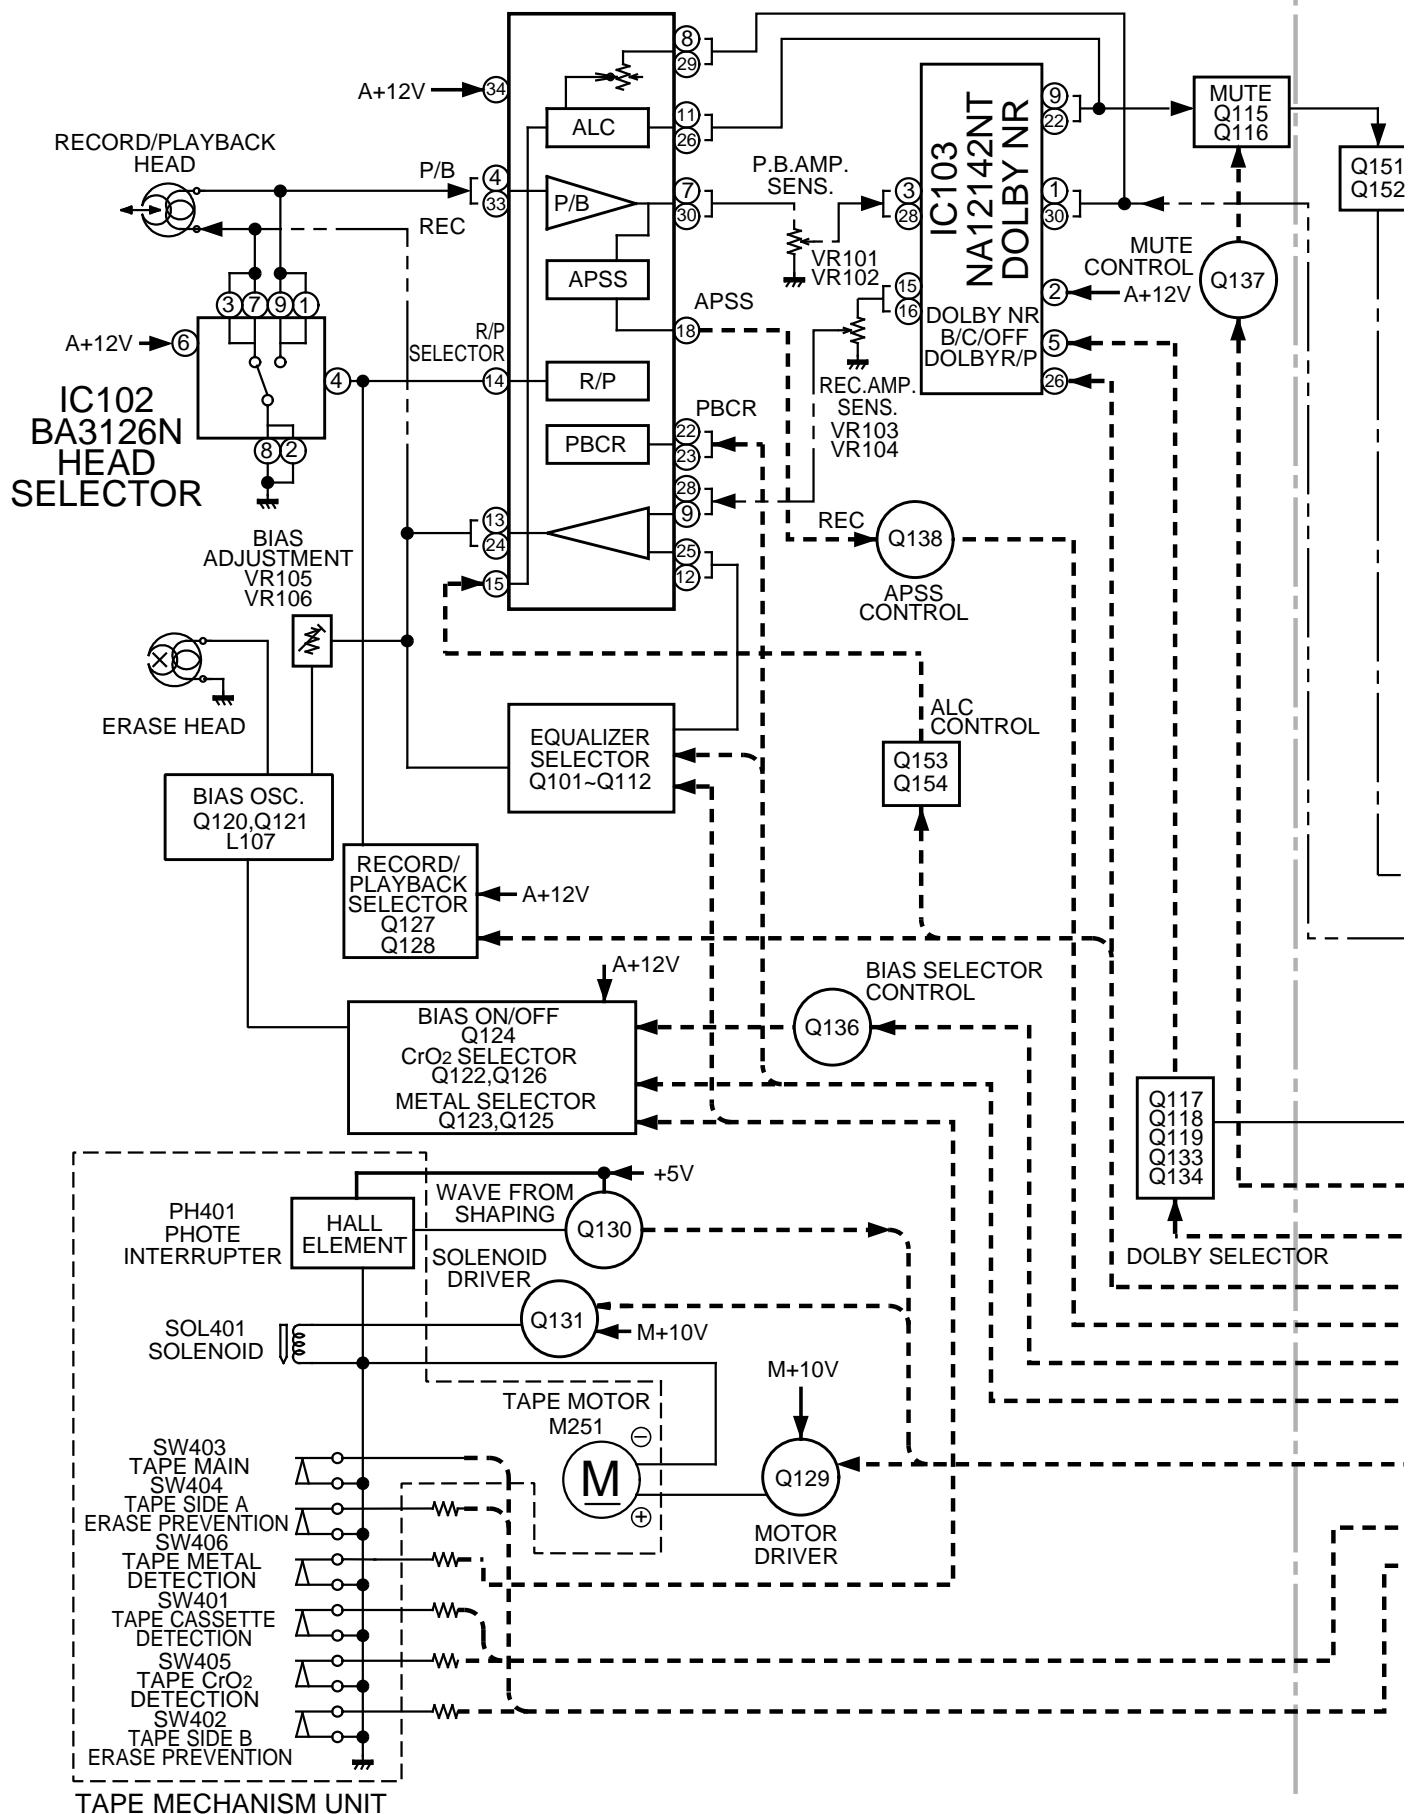 8
29
A+12V
34
ALC
11
26
RECORD/PLAYBACK
HEAD
P/B
4
33
REC
P/B
7
30
APSS
APSS
18
P.B.AMP.
SENS.
VR101
VR102
3
28
IC103
NA12142NT
DOLBY NR
9
22
1
30
15
16
2
A+12V
DOLBY NR
B/C/OFF
DOLBYR/P
5
26
MUTE
Q115
Q116
Q151
Q152
MUTE
CONTROL
Q137
3
7
9
1
A+12V
6
4
8
2
IC102
BA3126N
HEAD
SELECTOR
R/P
SELECTOR
14
R/P
PBCR
PBCR
22
23
28
9
25
12
13
24
15
REC.AMP.
SENS.
VR103
VR104
REC
Q138
APSS
CONTROL
BIAS
ADJUSTMENT
VR105
VR106
ERASE HEAD
EQUALIZER
SELECTOR
Q101~Q112
ALC
CONTROL
Q153
Q154
BIAS OSC.
Q120,Q121
L107
RECORD/
PLAYBACK
SELECTOR
Q127
Q128
A+12V
A+12V
BIAS SELECTOR
CONTROL
Q136
BIAS ON/OFF
Q124
CrO2 SELECTOR
Q122,Q126
METAL SELECTOR
Q123,Q125
Q117
Q118
Q119
Q133
Q134
DOLBY SELECTOR
+5V
WAVE FROM
SHAPING
Q130
PH401
PHOTE
INTERRUPTER
HALL
ELEMENT
SOLENOID
DRIVER
Q131
M+10V
SOL401
SOLENOID
M+10V
TAPE MOTOR
M251
−
M
+
Q129
MOTOR
DRIVER
SW403
TAPE MAIN
SW404
TAPE SIDE A
ERASE PREVENTION
SW406
TAPE METAL
DETECTION
SW401
TAPE CASSETTE
DETECTION
SW405
TAPE CrO2
DETECTION
SW402
TAPE SIDE B
ERASE PREVENTION
TAPE MECHANISM UNIT